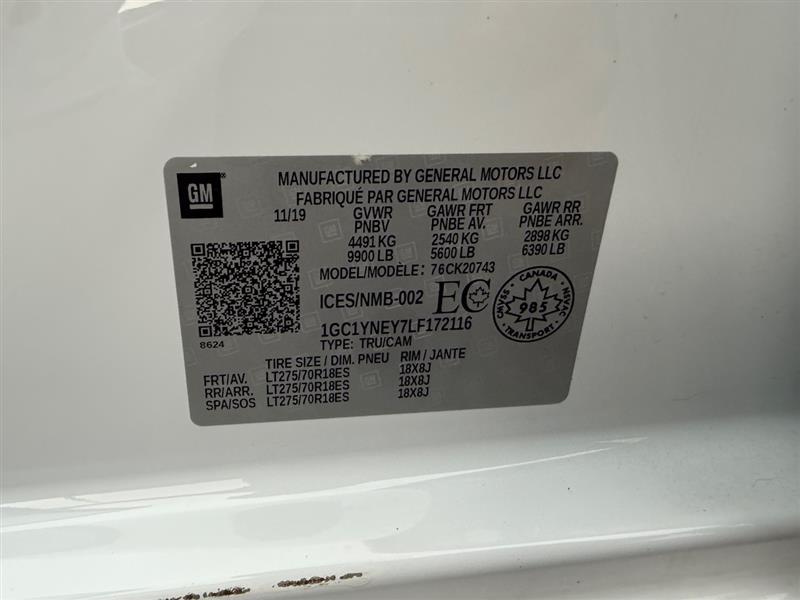 GM®
MANUFACTURED BY GENERAL MOTORS LLC
FABRIQUÉ PAR GENERAL MOTORS LLC
11/19 GVWR GAWR FRT GAWR RR
PNBV PNBE AV. PNBE ARR.
4491 KG 2540 KG 2898 KG
9900 LB 5600 LB 6390 LB
MODEL/MODÈLE: 76CK20743
ICES/NMB-002 EC
CANADA
CMVSS NSVAC
985
TRANSPORT
1GC1YNEY7LF172116
8624
TYPE: TRU/CAM
TIRE SIZE / DIM. PNEU RIM / JANTE
FRT/AV. LT275/70R18ES 18X8J
RR/ARR. LT275/70R18ES 18X8J
SPA/SOS LT275/70R18ES 18X8J